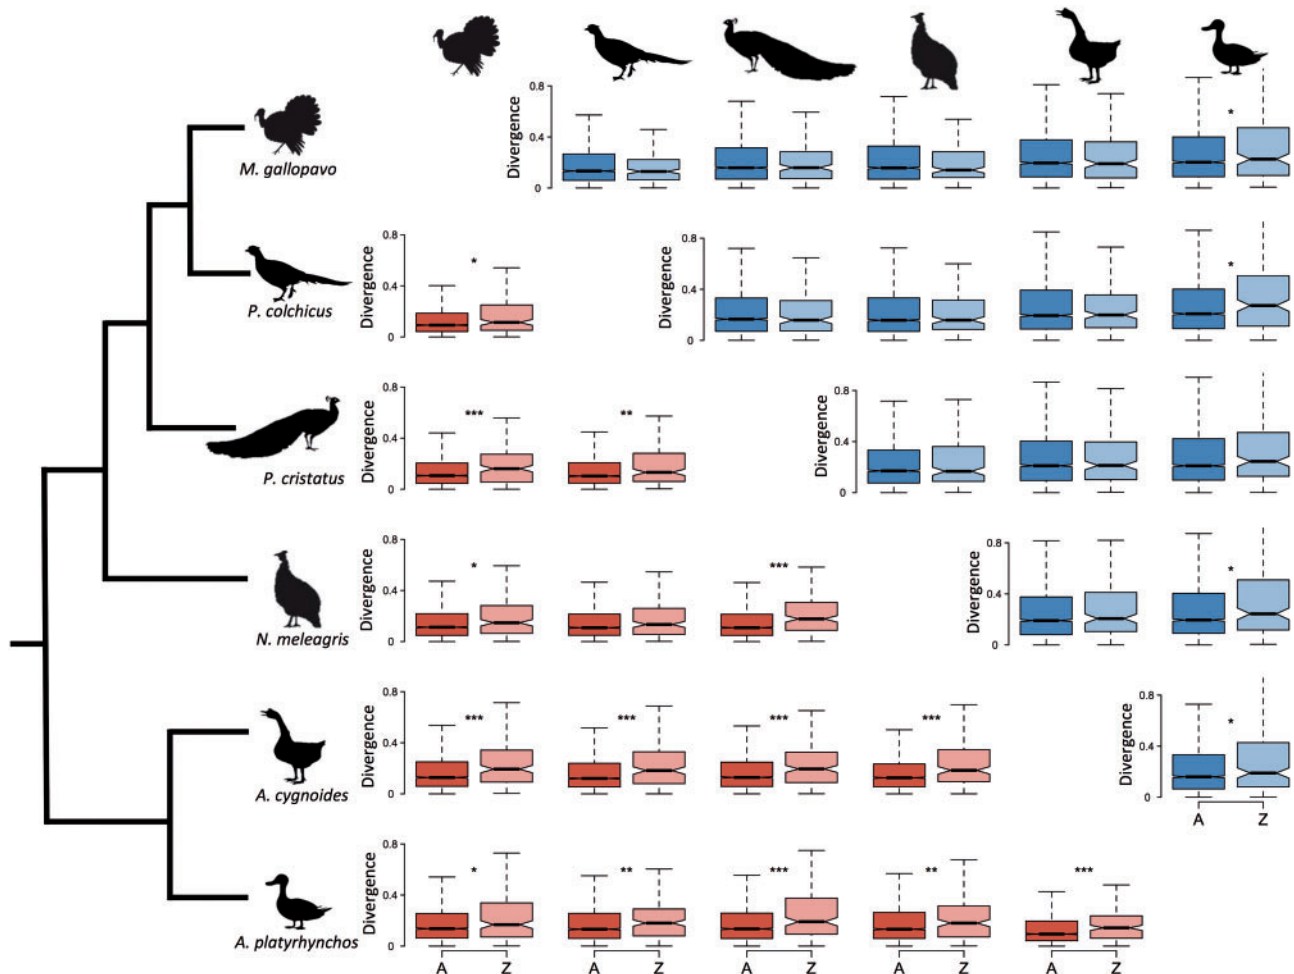 0.8
0.4
0
Divergence
*
M. gallopavo
0.8
0.4
0
Divergence
*
0.8
0.4
0
Divergence
*
P. colchicus
0.8
0.4
0
Divergence
***
**
0.8
0.4
0
Divergence
P. cristatus
0.8
0.4
0
Divergence
*
***
0.8
0.4
0
Divergence
*
N. meleagris
0.8
0.4
0
Divergence
***
***
***
***
0.8
0.4
0
Divergence
*
A Z
A. cygnoides
0.8
0.4
0
Divergence
*
**
***
**
***
A. platyrhynchos
A Z A Z A Z A Z A Z